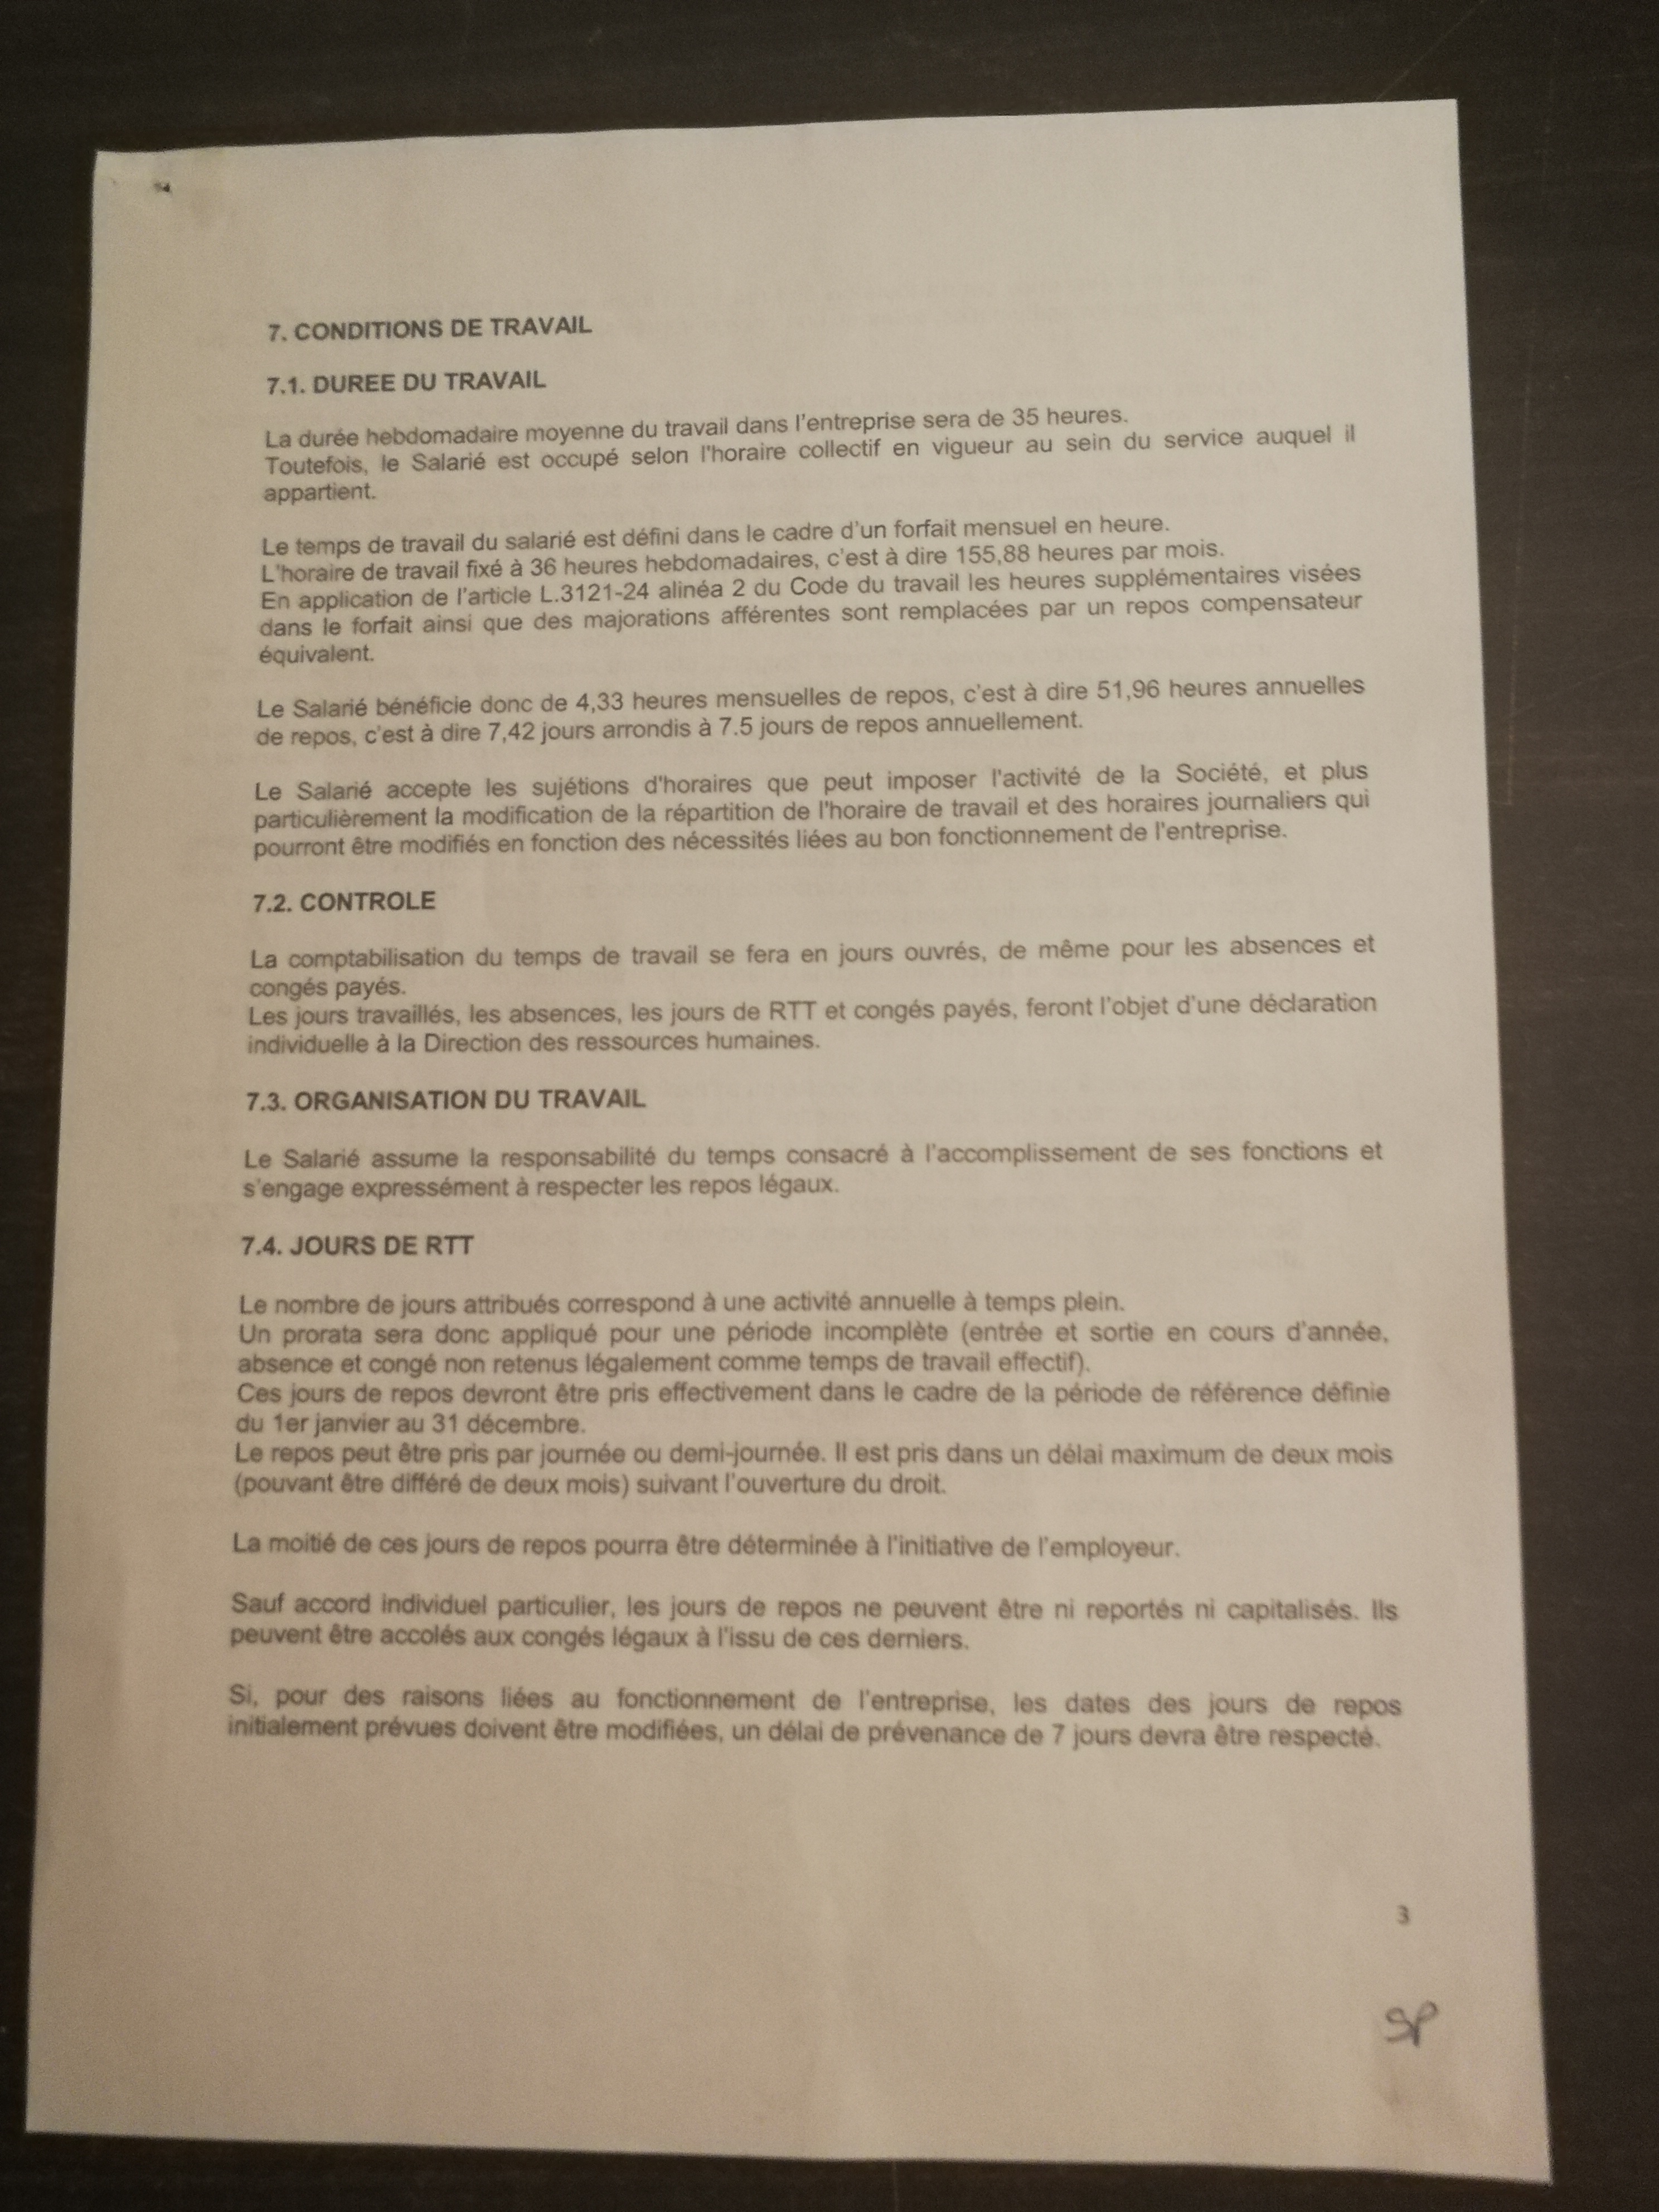 7. CONDITIONS DE TRAVAIL
7.1. DUREE DU TRAVAIL
La durée hebdomadaire moyenne du travail dans l'entreprise sera de 35 heures.
Toutefois, le Salarié est occupé selon l'horaire collectif en vigueur au sein du service auquel il
appartient.
Le temps de travail du salarié est défini dans le cadre d'un forfait mensuel en heure.
L'horaire de travail fixé à 36 heures hebdomadaires, c'est à dire 155,88 heures par mois.
En application de l'article L.3121-24 alinéa 2 du Code du travail les heures supplémentaires visées
dans le forfait ainsi que des majorations afférentes sont remplacées par un repos compensateur
équivalent.
Le Salarié bénéficie donc de 4,33 heures mensuelles de repos, c'est à dire 51,96 heures annuelles
de repos, c'est à dire 7,42 jours arrondis à 7.5 jours de repos annuellement.
Le Salarié accepte les sujétions d'horaires que peut imposer l'activité de la Société, et plus
particulièrement la modification de la répartition de l'horaire de travail et des horaires journaliers qui
pourront être modifiés en fonction des nécessités liées au bon fonctionnement de l'entreprise.
7.2. CONTROLE
La comptabilisation du temps de travail se fera en jours ouvrés, de même pour les absences et
congés payés.
Les jours travaillés, les absences, les jours de RTT et congés payés, feront l'objet d'une déclaration
individuelle à la Direction des ressources humaines.
7.3. ORGANISATION DU TRAVAIL
Le Salarié assume la responsabilité du temps consacré à l'accomplissement de ses fonctions et
s'engage expressément à respecter les repos légaux.
7.4. JOURS DE RTT
Le nombre de jours attribués correspond à une activité annuelle à temps plein.
Un prorata sera donc appliqué pour une période incomplète (entrée et sortie en cours d'année,
absence et congé non retenus légalement comme temps de travail effectif).
Ces jours de repos devront être pris effectivement dans le cadre de la période de référence définie
du 1er janvier au 31 décembre.
Le repos peut être pris par journée ou demi-journée. Il est pris dans un délai maximum de deux mois
(pouvant être différé de deux mois) suivant l'ouverture du droit.
La moitié de ces jours de repos pourra être déterminée à l'initiative de l'employeur.
Sauf accord individuel particulier, les jours de repos ne peuvent être ni reportés ni capitalisés. Ils
peuvent être accolés aux congés légaux à l'issu de ces derniers.
Si, pour des raisons liées au fonctionnement de l'entreprise, les dates des jours de repos
initialement prévues doivent être modifiées, un délai de prévenance de 7 jours devra être respecté.
3
SP